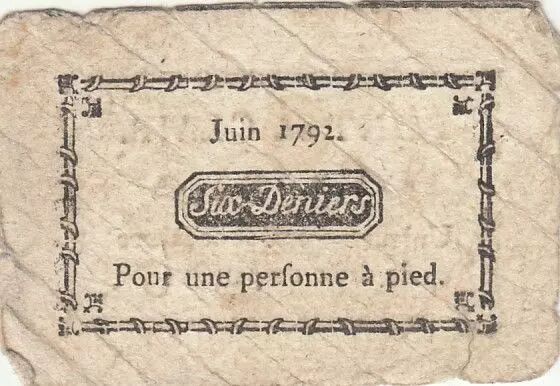 Juin 1792.
Six Deniers
Pour une perſonne à pied.